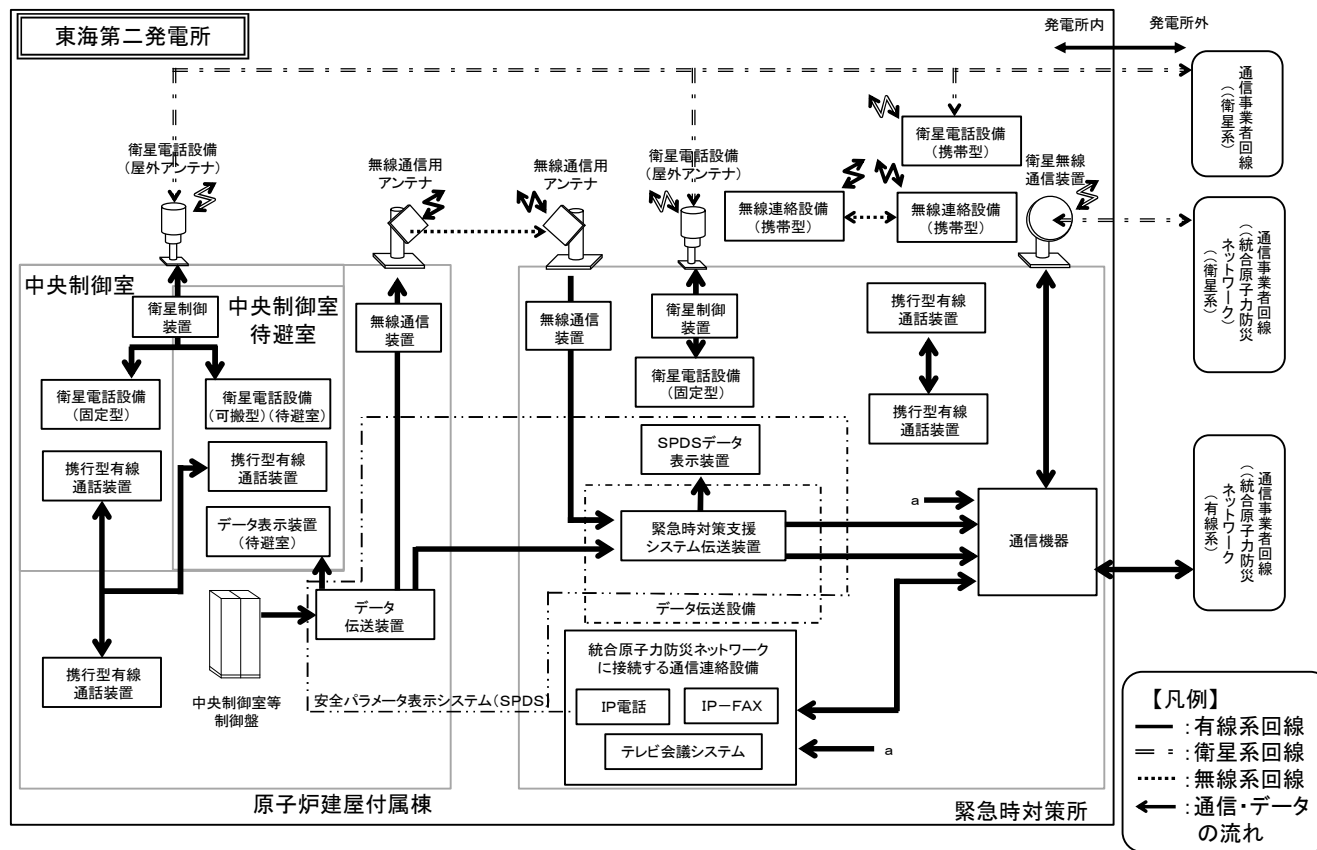 東海第二発電所
発電所内
発電所外
通信事業者回線
(（衛星系）
衛星電話設備
（携帯型）
衛星電話設備
（屋外アンテナ）
無線通信用
アンテナ
無線通信用
アンテナ
衛星電話設備
（屋外アンテナ）
無線連絡設備
（携帯型）
無線連絡設備
（携帯型）
衛星無線
通信装置
通信事業者回線
(（統合原子力防災
ネットワーク）
(（衛星系）
中央制御室
中央制御室
待避室
衛星制御
装置
無線通信
装置
無線通信
装置
衛星制御
装置
携行型有線
通話装置
衛星電話設備
（固定型）
衛星電話設備
（可搬型）（待避室）
衛星電話設備
（固定型）
携行型有線
通話装置
携行型有線
通話装置
携行型有線
通話装置
SPDSデータ
表示装置
データ表示装置
（待避室）
緊急時対策支援
システム伝送装置
a
通信機器
通信事業者回線
(（統合原子力防災
ネットワーク
（有線系）
データ
伝送装置
データ伝送設備
携行型有線
通話装置
中央制御室等
制御盤
安全パラメータ表示システム（SPDS）
統合原子力防災ネットワーク
に接続する通信連絡設備
IP電話
IP－FAX
テレビ会議システム
a
原子炉建屋付属棟
緊急時対策所
【凡例】
：有線系回線
：衛星系回線
：無線系回線
：通信・データ
の流れ